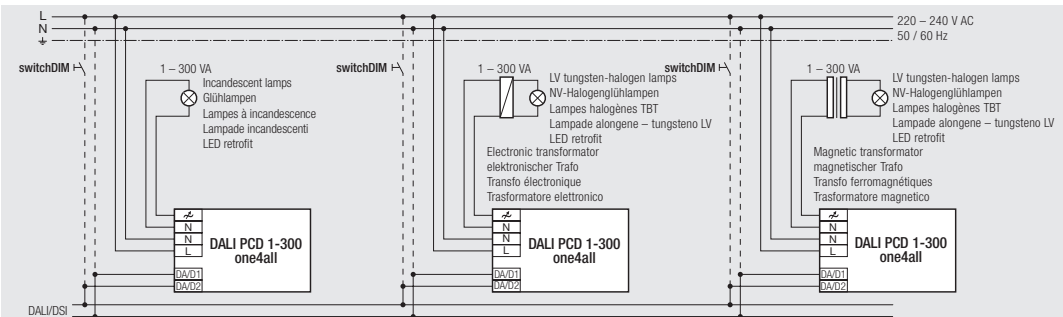 L
N
220 – 240 V AC
50 / 60 Hz
switchDIM
1 – 300 VA
Incandescent lamps
Glühlampen
Lampes à incandescence
Lampade incandescenti
LED retrofit
N
N
L
DA/D1
DA/D2
DALI PCD 1-300
one4all
switchDIM
1 – 300 VA
LV tungsten-halogen lamps
NV-Halogenglühlampen
Lampes halogènes TBT
Lampade alongene – tungsteno LV
LED retrofit
Electronic transformator
elektronischer Trafo
Transfo électronique
Trasformatore elettronico
N
N
L
DA/D1
DA/D2
DALI PCD 1-300
one4all
switchDIM
1 – 300 VA
LV tungsten-halogen lamps
NV-Halogenglühlampen
Lampes halogènes TBT
Lampade alongene – tungsteno LV
LED retrofit
Magnetic transformator
magnetischer Trafo
Transfo ferromagnétiques
Trasformatore magnetico
N
N
L
DA/D1
DA/D2
DALI PCD 1-300
one4all
DALI/DSI